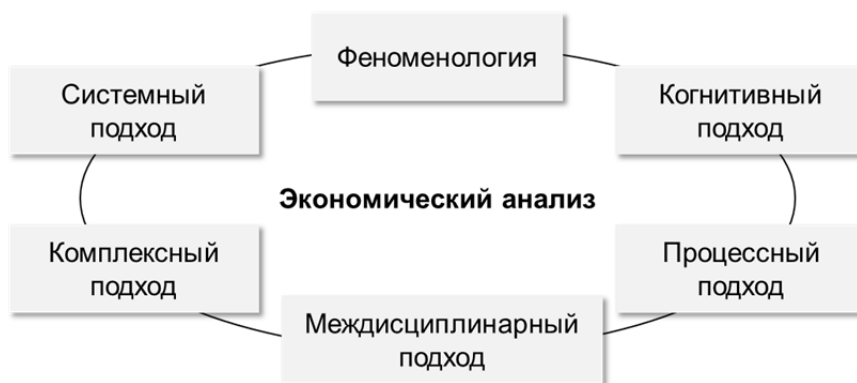 Феноменология
Системный
подход
Когнитивный
подход
Экономический анализ
Комплексный
подход
Процессный
подход
Междисциплинарный
подход